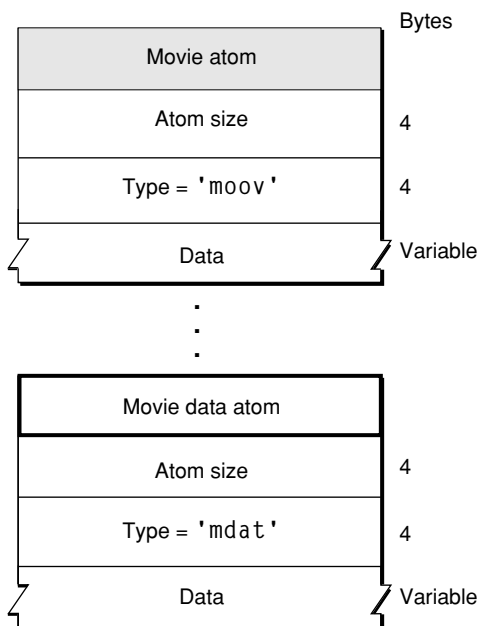 Bytes
Movie atom
Atom size 4
Type = 'moov' 4
Data Variable
Movie data atom
Atom size 4
Type = 'mdat' 4
Data Variable